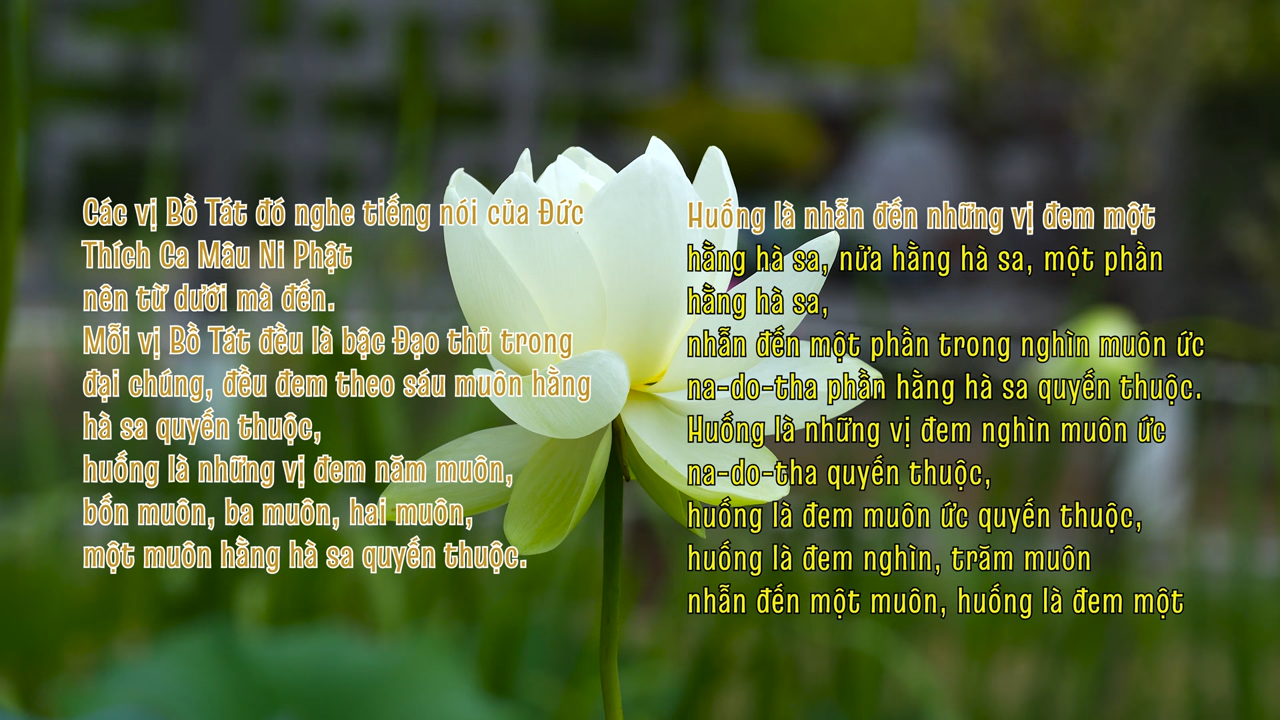 Các vị Bồ Tát đó nghe tiếng nói của Đức
Thích Ca Mâu Ni Phật
nên từ dưới mà đến.
Mỗi vị Bồ Tát đều là bậc Đạo thủ trong
đại chúng, đều đem theo sáu muôn hằng
hà sa quyến thuộc,
huống là những vị đem năm muôn,
bốn muôn, ba muôn, hai muôn,
một muôn hằng hà sa quyến thuộc.
Huống là nhẫn đến những vị đem một
hằng hà sa, nửa hằng hà sa, một phần
hằng hà sa,
nhẫn đến một phần trong nghìn muôn ức
na-do-tha phần hằng hà sa quyến thuộc.
Huống là những vị đem nghìn muôn ức
na-do-tha quyến thuộc,
huống là đem muôn ức quyến thuộc,
huống là đem nghìn, trăm muôn
nhẫn đến một muôn, huống là đem một